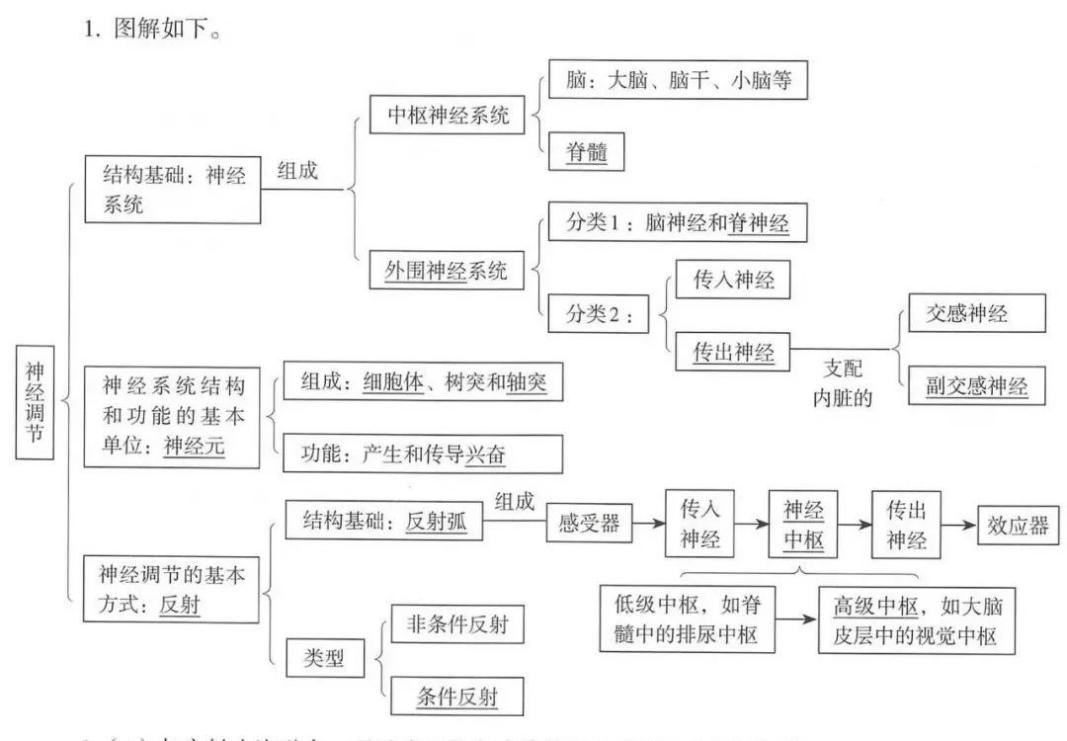 1. 图解如下。
脑：大脑、脑干、小脑等
中枢神经系统
脊髓
结构基础：神经
系统
组成
分类1：脑神经和脊神经
外围神经系统
分类2：
传入神经
传出神经
支配
内脏的
交感神经
副交感神经
神经调节
神经系统结构
和功能的基本
单位：神经元
组成：细胞体、树突和轴突
功能：产生和传导兴奋
神经调节的基本
方式：反射
结构基础：反射弧
组成
感受器
传入
神经
神经
中枢
传出
神经
效应器
低级中枢，如脊
髓中的排尿中枢
高级中枢，如大脑
皮层中的视觉中枢
类型
非条件反射
条件反射